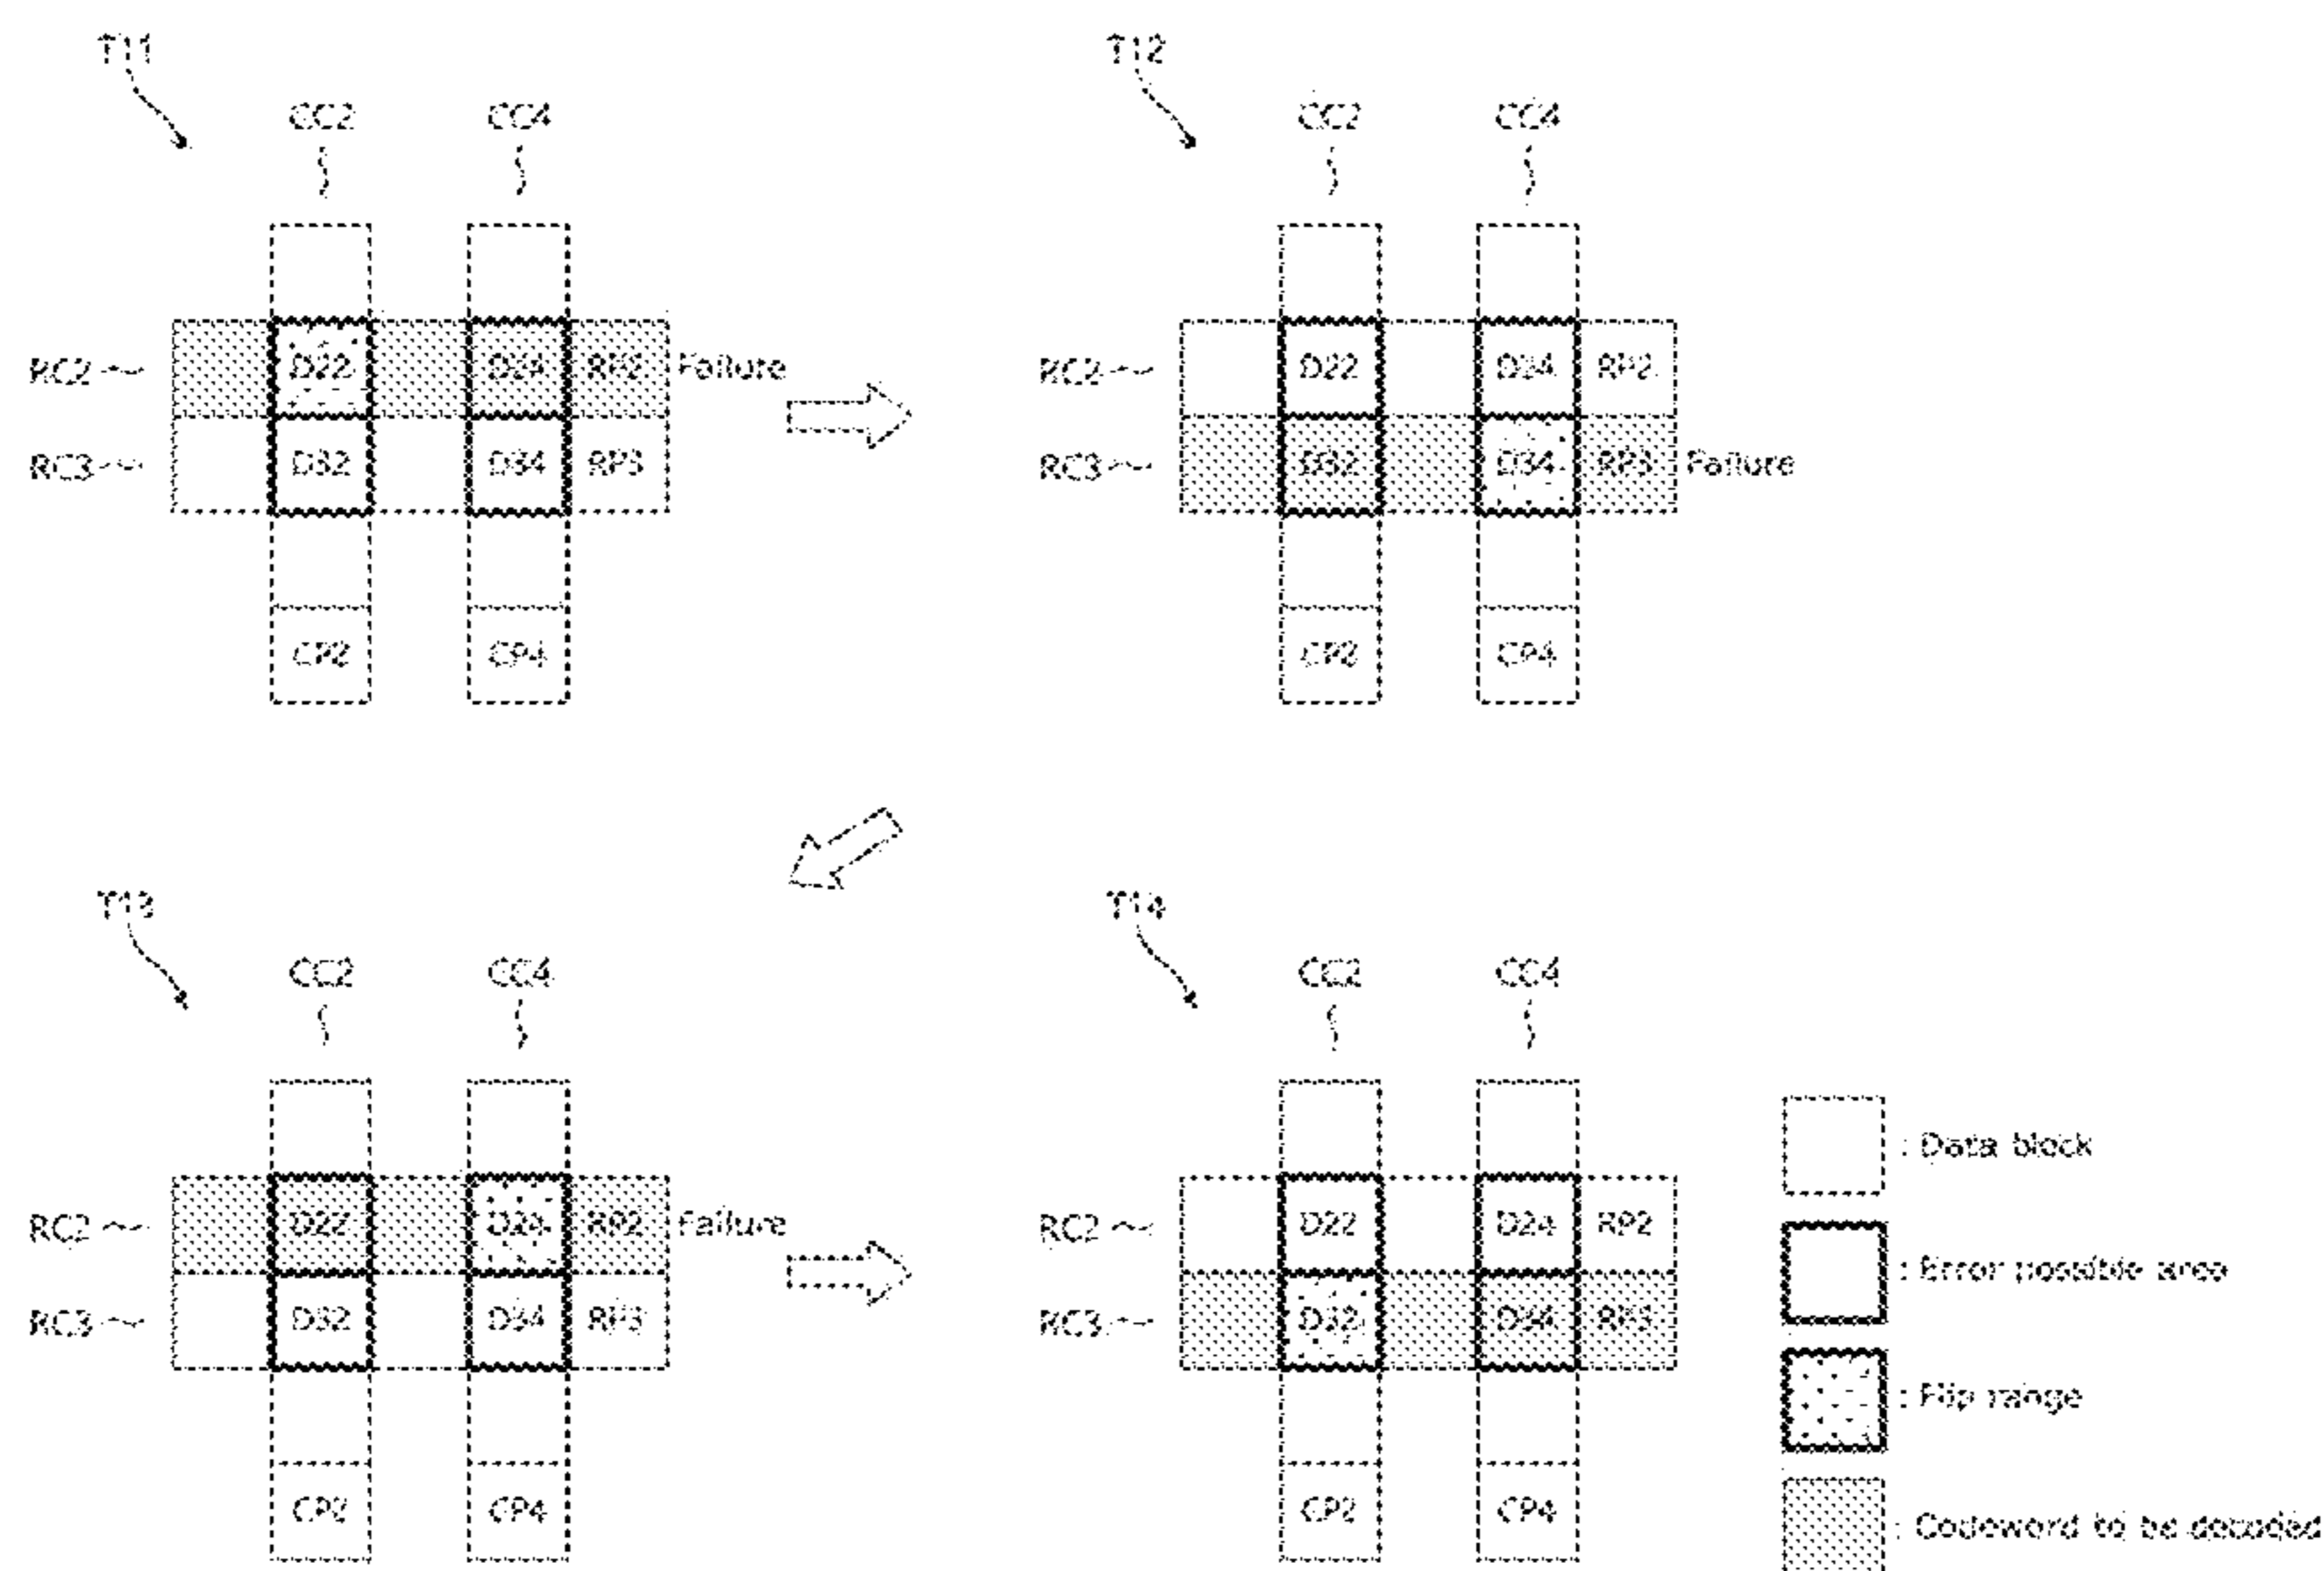 T11
CC2 CC4
RC2 D22 D24 RP2 Failure
RC3 D32 D34 RP3
CP2 CP4
T12
CC2 CC4
RC2 D22 D24 RP2
RC3 D32 D34 RP3 Failure
CP2 CP4
T13
CC2 CC4
RC2 D22 D24 RP2 Failure
RC3 D32 D34 RP3
CP2 CP4
T14
CC2 CC4
RC2 D22 D24 RP2
RC3 D32 D34 RP3
CP2 CP4
: Data block
: Error possible area
: Flip range
: Codeword to be decoded